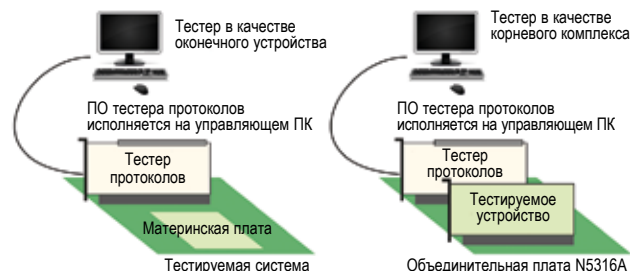 Тестер в качестве
оконечного устройства
ПО тестера протоколов
исполняется на управляющем ПК
Тестер
протоколов
Материнская плата
Тестируемая система
Тестер в качестве
корневого комплекса
ПО тестера протоколов
исполняется на управляющем ПК
Тестер
протоколов
Тестируемое
устройство
Объединительная плата N5316A